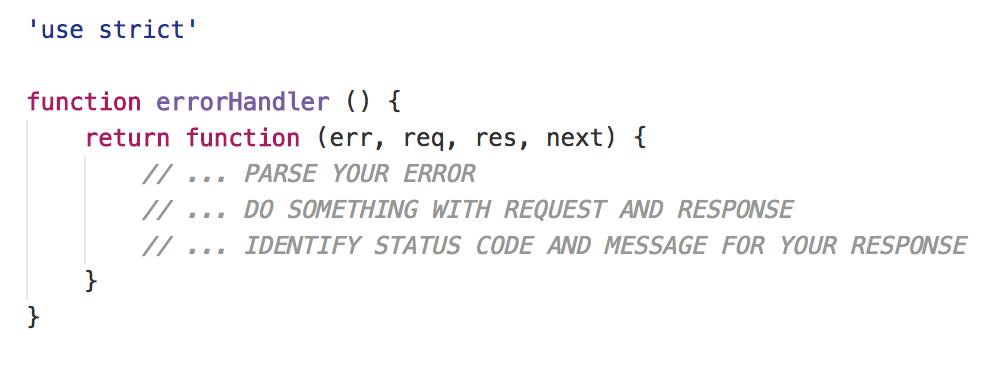 'use strict'
function errorHandler () {
return function (err, req, res, next) {
// ... PARSE YOUR ERROR
// ... DO SOMETHING WITH REQUEST AND RESPONSE
// ... IDENTIFY STATUS CODE AND MESSAGE FOR YOUR RESPONSE
}
}